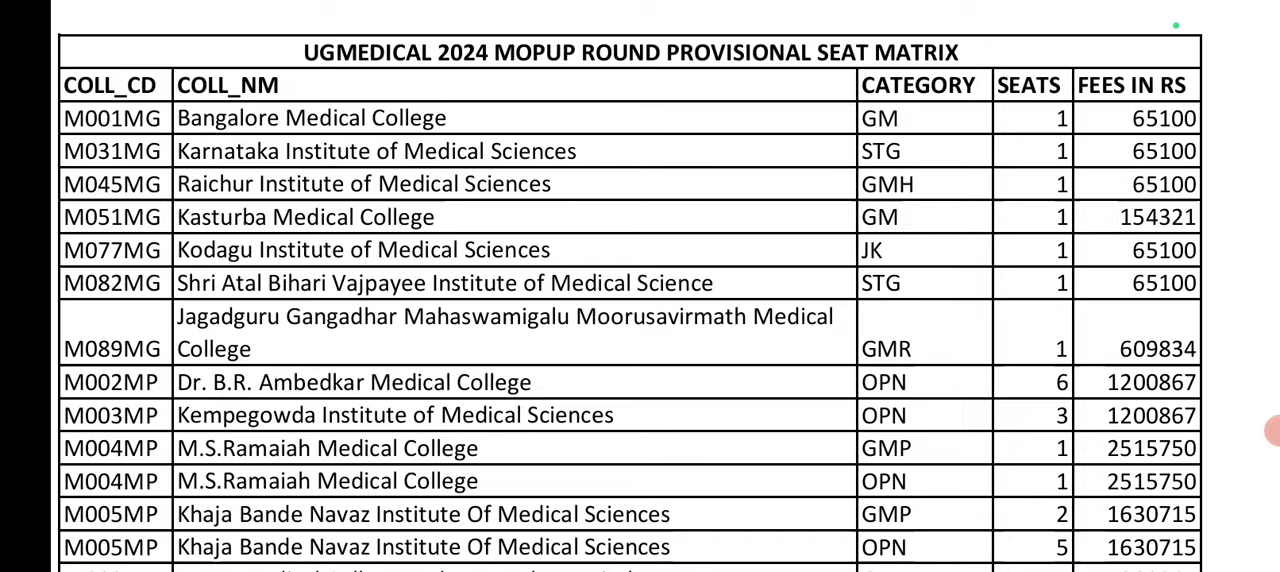 UGMEDICAL 2024 MOPUP ROUND PROVISIONAL SEAT MATRIX
COLL_CD COLL_NM CATEGORY SEATS FEES IN RS
M001MG Bangalore Medical College GM 1 65100
M031MG Karnataka Institute of Medical Sciences STG 1 65100
M045MG Raichur Institute of Medical Sciences GMH 1 65100
M051MG Kasturba Medical College GM 1 154321
M077MG Kodagu Institute of Medical Sciences JK 1 65100
M082MG Shri Atal Bihari Vajpayee Institute of Medical Science STG 1 65100
Jagadguru Gangadhar Mahaswamigalu Moorusavirmath Medical
M089MG College GMR 1 609834
M002MP Dr. B.R. Ambedkar Medical College OPN 6 1200867
M003MP Kempegowda Institute of Medical Sciences OPN 3 1200867
M004MP M.S.Ramaiah Medical College GMP 1 2515750
M004MP M.S.Ramaiah Medical College OPN 1 2515750
M005MP Khaja Bande Navaz Institute Of Medical Sciences GMP 2 1630715
M005MP Khaja Bande Navaz Institute Of Medical Sciences OPN 5 1630715